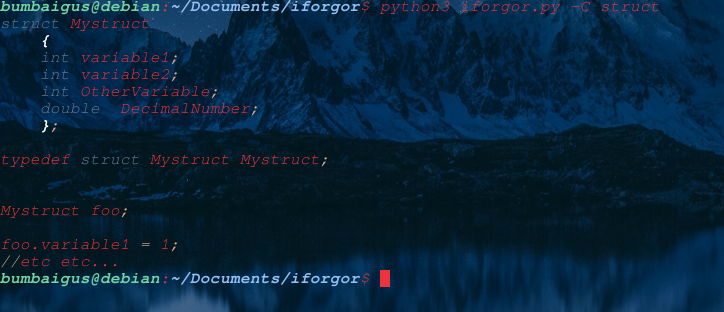 bumbaigus@debian:~/Documents/iforgor$ python3 iforgor.py -C struct
struct Mystruct
    {
    int variable1;
    int variable2;
    int OtherVariable;
    double  DecimalNumber;
    };
typedef struct Mystruct Mystruct;
Mystruct foo;
foo.variable1 = 1;
//etc etc...
bumbaigus@debian:~/Documents/iforgor$